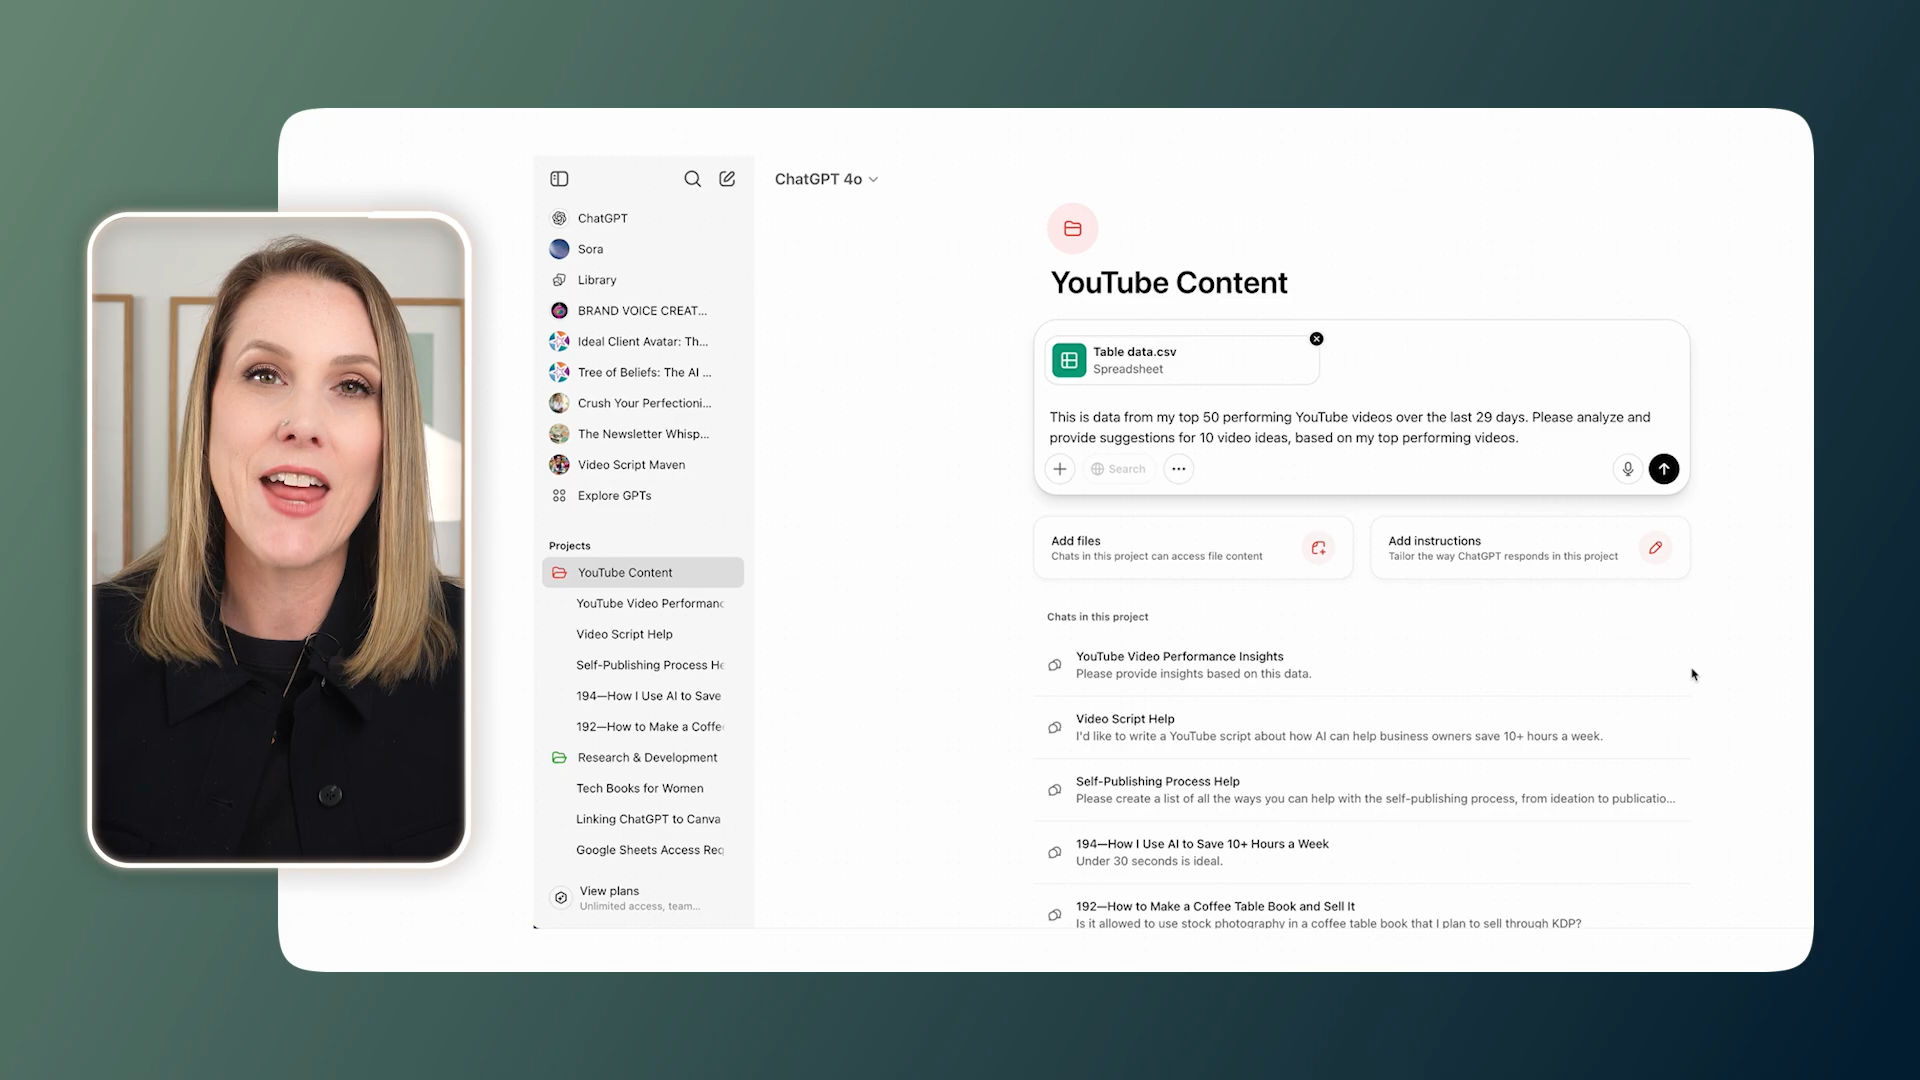 ChatGPT
Sora
Library
BRAND VOICE CREAT...
Ideal Client Avatar: Th...
Tree of Beliefs: The AI ...
Crush Your Perfectioni...
The Newsletter Whisp...
Video Script Maven
Explore GPTs
Projects
YouTube Content
YouTube Video Performanc
Video Script Help
Self-Publishing Process He
194—How I Use AI to Save
192—How to Make a Coffe
Research & Development
Tech Books for Women
Linking ChatGPT to Canva
Google Sheets Access Req
View plans
Unlimited access, team...
ChatGPT 4o
YouTube Content
Table data.csv
Spreadsheet
This is data from my top 50 performing YouTube videos over the last 29 days. Please analyze and
provide suggestions for 10 video ideas, based on my top performing videos.
Search
Add files
Chats in this project can access file content
Add instructions
Tailor the way ChatGPT responds in this project
Chats in this project
YouTube Video Performance Insights
Please provide insights based on this data.
Video Script Help
I'd like to write a YouTube script about how AI can help business owners save 10+ hours a week.
Self-Publishing Process Help
Please create a list of all the ways you can help with the self-publishing process, from ideation to publicatio...
194—How I Use AI to Save 10+ Hours a Week
Under 30 seconds is ideal.
192—How to Make a Coffee Table Book and Sell It
Is it allowed to use stock photography in a coffee table book that I plan to sell through KDP?